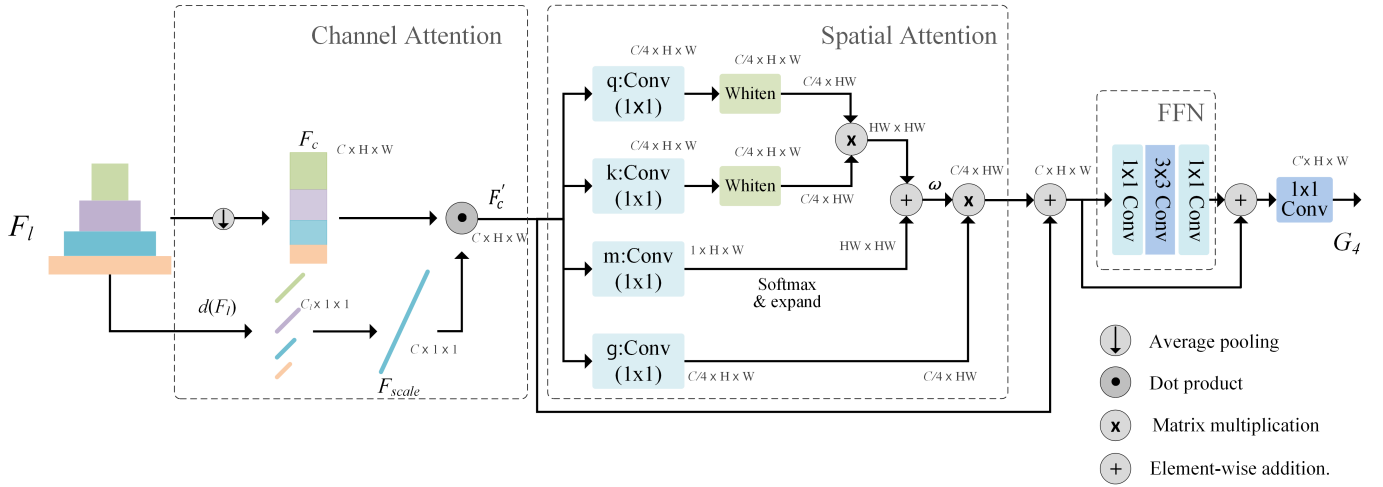 Channel Attention
Spatial Attention
FFN
F_l
F_c
C × H × W
d(F_l)
C_l × 1 × 1
F_scale
C × 1 × 1
F_c'
C × H × W
q:Conv
(1x1)
C/4 × H × W
Whiten
C/4 × H × W
C/4 × HW
k:Conv
(1x1)
C/4 × H × W
Whiten
C/4 × H × W
C/4 × HW
x
HW × HW
m:Conv
(1x1)
1 × H × W
Softmax
& expand
HW × HW
+
ω
g:Conv
(1x1)
C/4 × H × W
C/4 × HW
x
C/4 × HW
+
C × H × W
1x1 Conv
3x3 Conv
1x1 Conv
+
C'× H × W
1x1
Conv
G_4
Average pooling
Dot product
x Matrix multiplication
+ Element-wise addition.